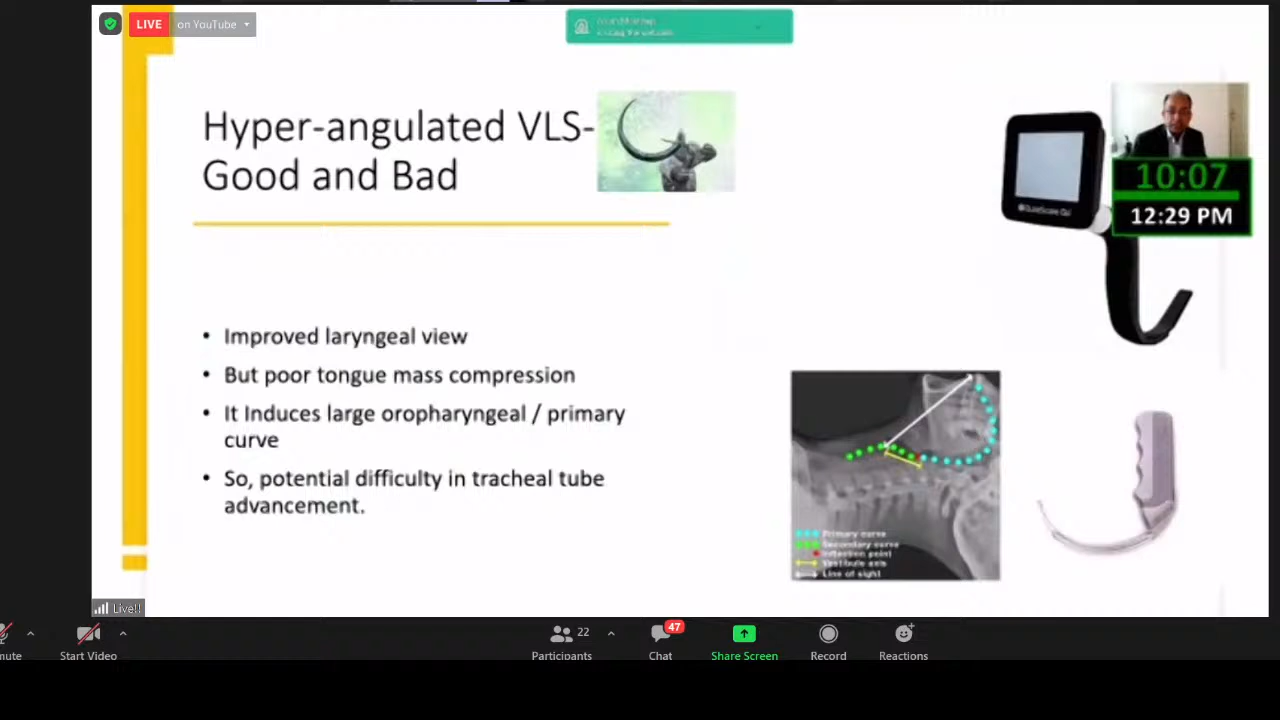 LIVE on YouTube
Hyper-angulated VLS-
Good and Bad
10:07
12:29 PM
• Improved laryngeal view
• But poor tongue mass compression
• It Induces large oropharyngeal / primary
curve
• So, potential difficulty in tracheal tube
advancement.
Primary curve
Secondary curve
Inflection point
Vestibule axis
Line of sight
Live!!
mute
Start Video
22
Participants
47
Chat
Share Screen
Record
Reactions